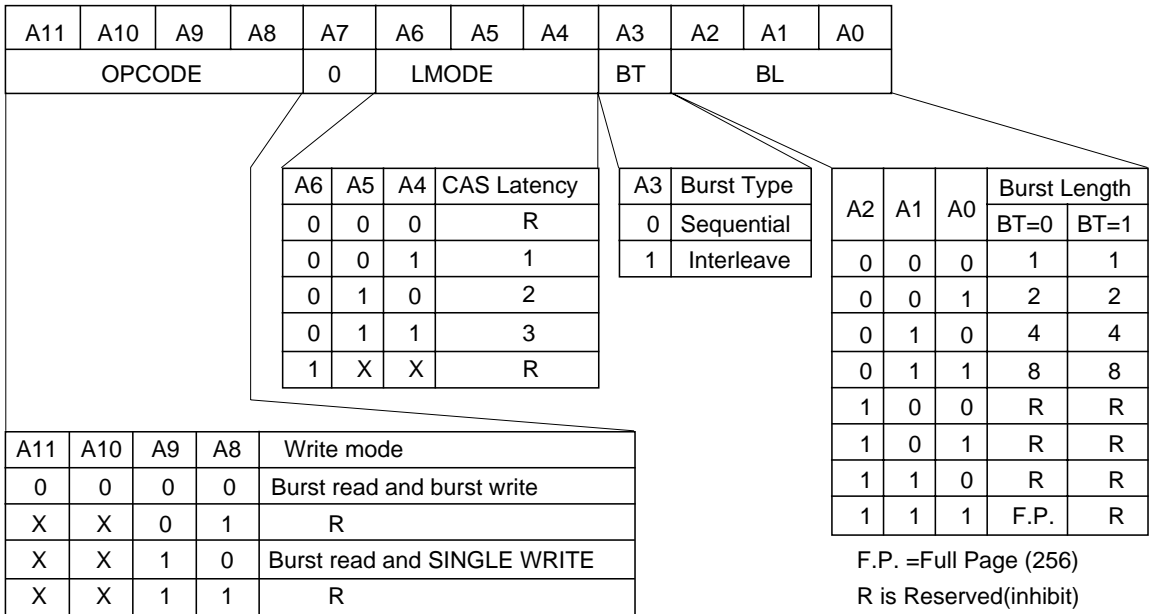 A11 A10 A9 A8 A7 A6 A5 A4 A3 A2 A1 A0
OPCODE 0 LMODE BT BL
A6 A5 A4 CAS Latency
0 0 0 R
0 0 1 1
0 1 0 2
0 1 1 3
1 X X R
A3 Burst Type
0 Sequential
1 Interleave
A2 A1 A0 Burst Length
BT=0 BT=1
0 0 0 1 1
0 0 1 2 2
0 1 0 4 4
0 1 1 8 8
1 0 0 R R
1 0 1 R R
1 1 0 R R
1 1 1 F.P. R
A11 A10 A9 A8 Write mode
0 0 0 0 Burst read and burst write
X X 0 1 R
X X 1 0 Burst read and SINGLE WRITE
X X 1 1 R
F.P. =Full Page (256)
R is Reserved(inhibit)